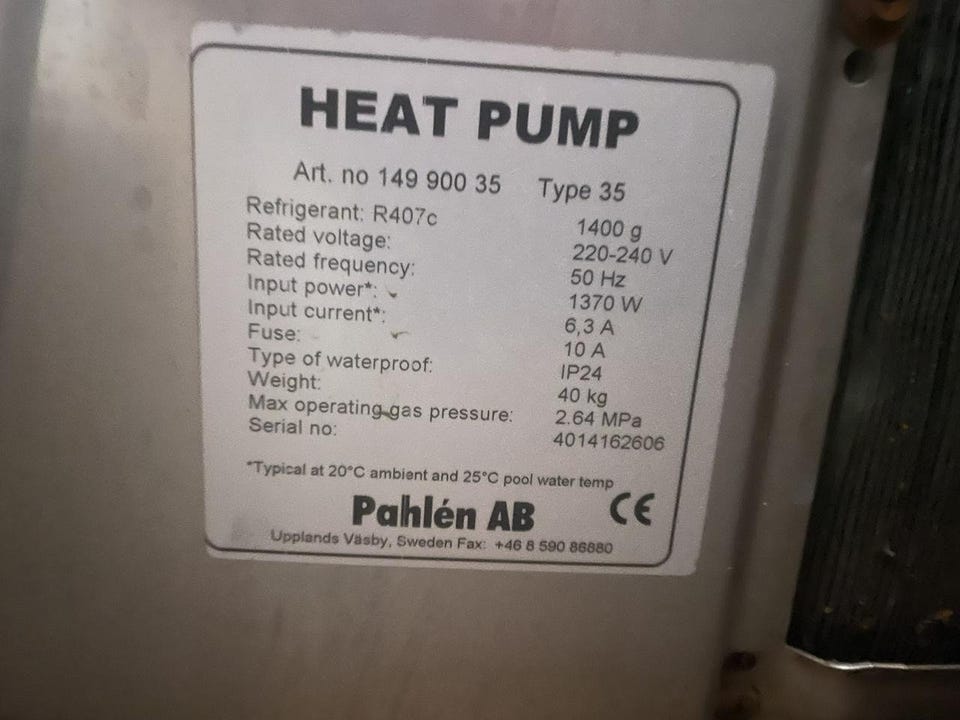 HEAT PUMP
Art. no 149 900 35 Type 35
Refrigerant: R407c 1400 g
Rated voltage: 220-240 V
Rated frequency: 50 Hz
Input power*: 1370 W
Input current*: 6,3 A
Fuse: 10 A
Type of waterproof: IP24
Weight: 40 kg
Max operating gas pressure: 2.64 MPa
Serial no: 4014162606
*Typical at 20°C ambient and 25°C pool water temp
Pahlén AB CE
Upplands Väsby, Sweden Fax: +46 8 590 86880